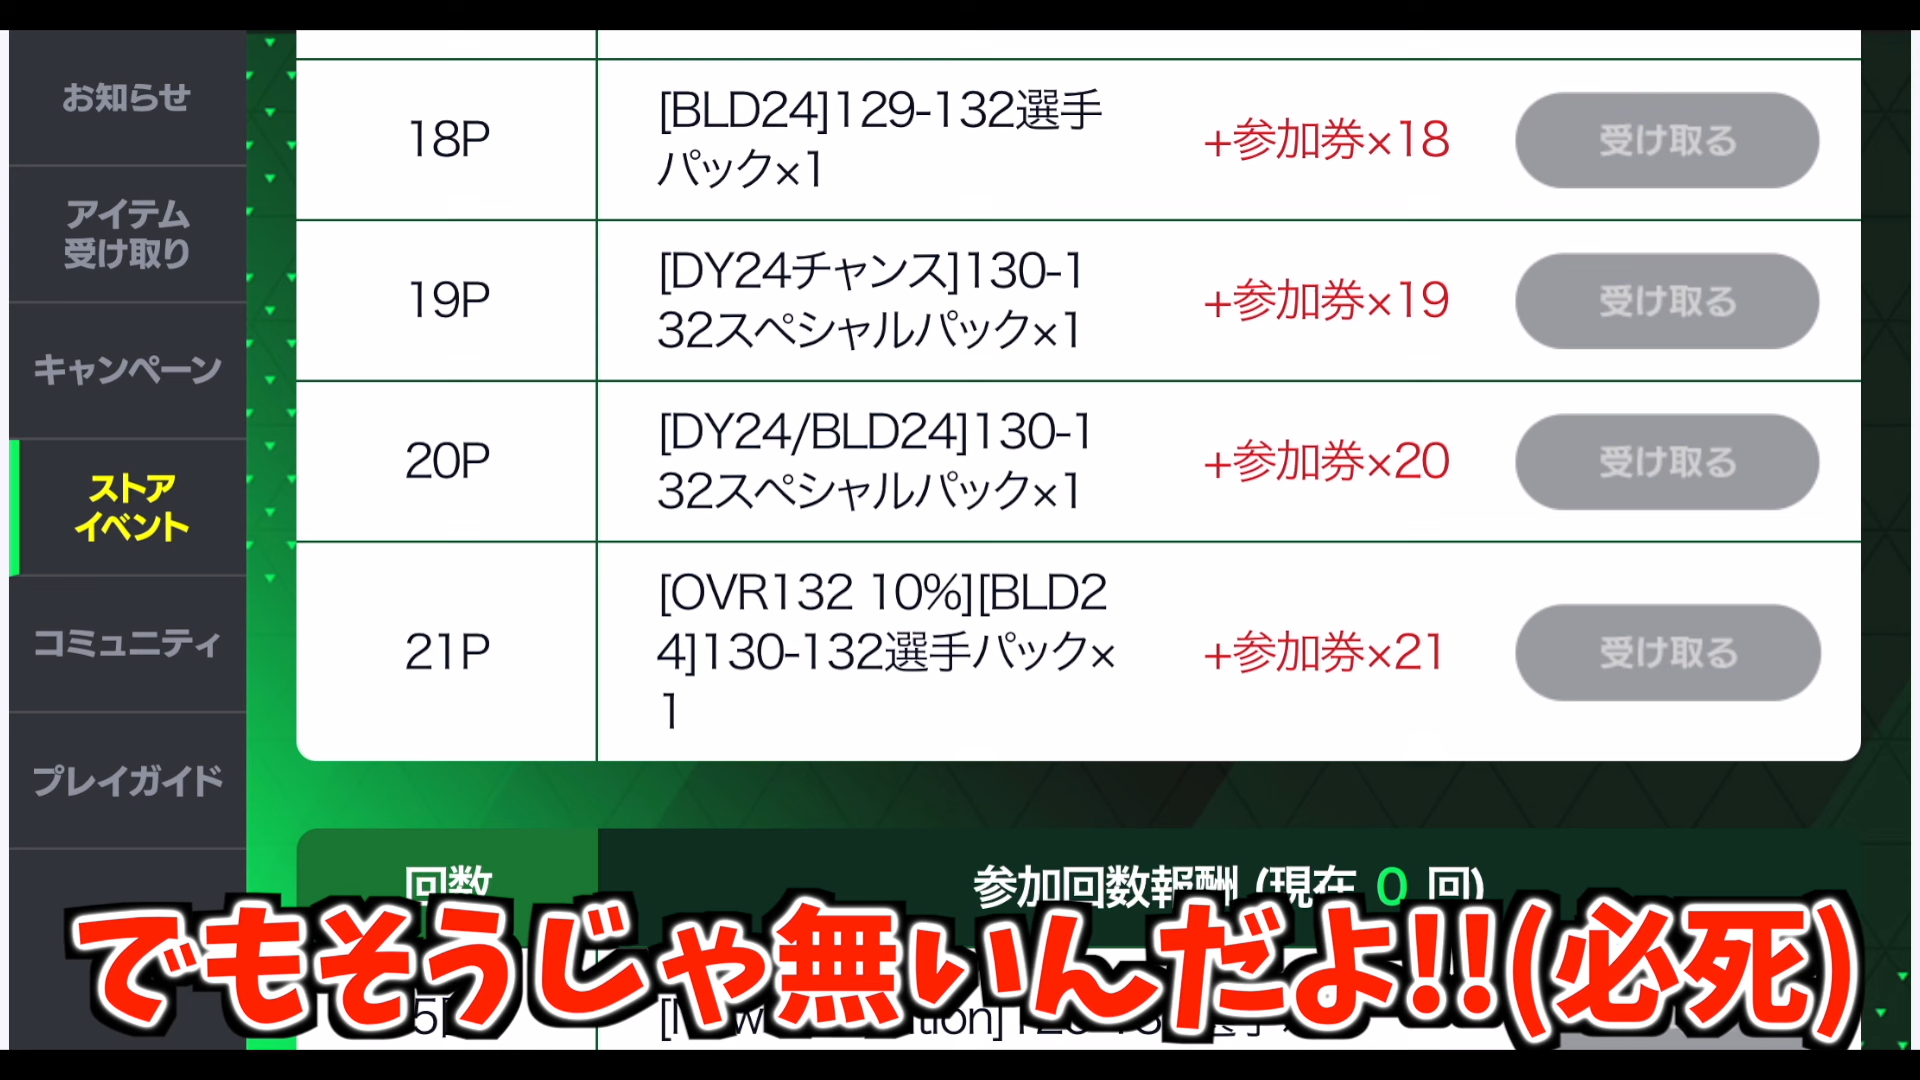 お知らせ
アイテム
受け取り
キャンペーン
ストア
イベント
コミュニティ
プレイガイド
18P
[BLD24]129-132選手
パック×1
+参加券×18
受け取る
19P
[DY24チャンス]130-1
32スペシャルパック×1
+参加券×19
受け取る
20P
[DY24/BLD24]130-1
32スペシャルパック×1
+参加券×20
受け取る
21P
[OVR132 10%][BLD2
4]130-132選手パック×
1
+参加券×21
受け取る
回数
参加回数報酬 (現在 0 回)
でもそうじゃ無いんだよ!!(必死)